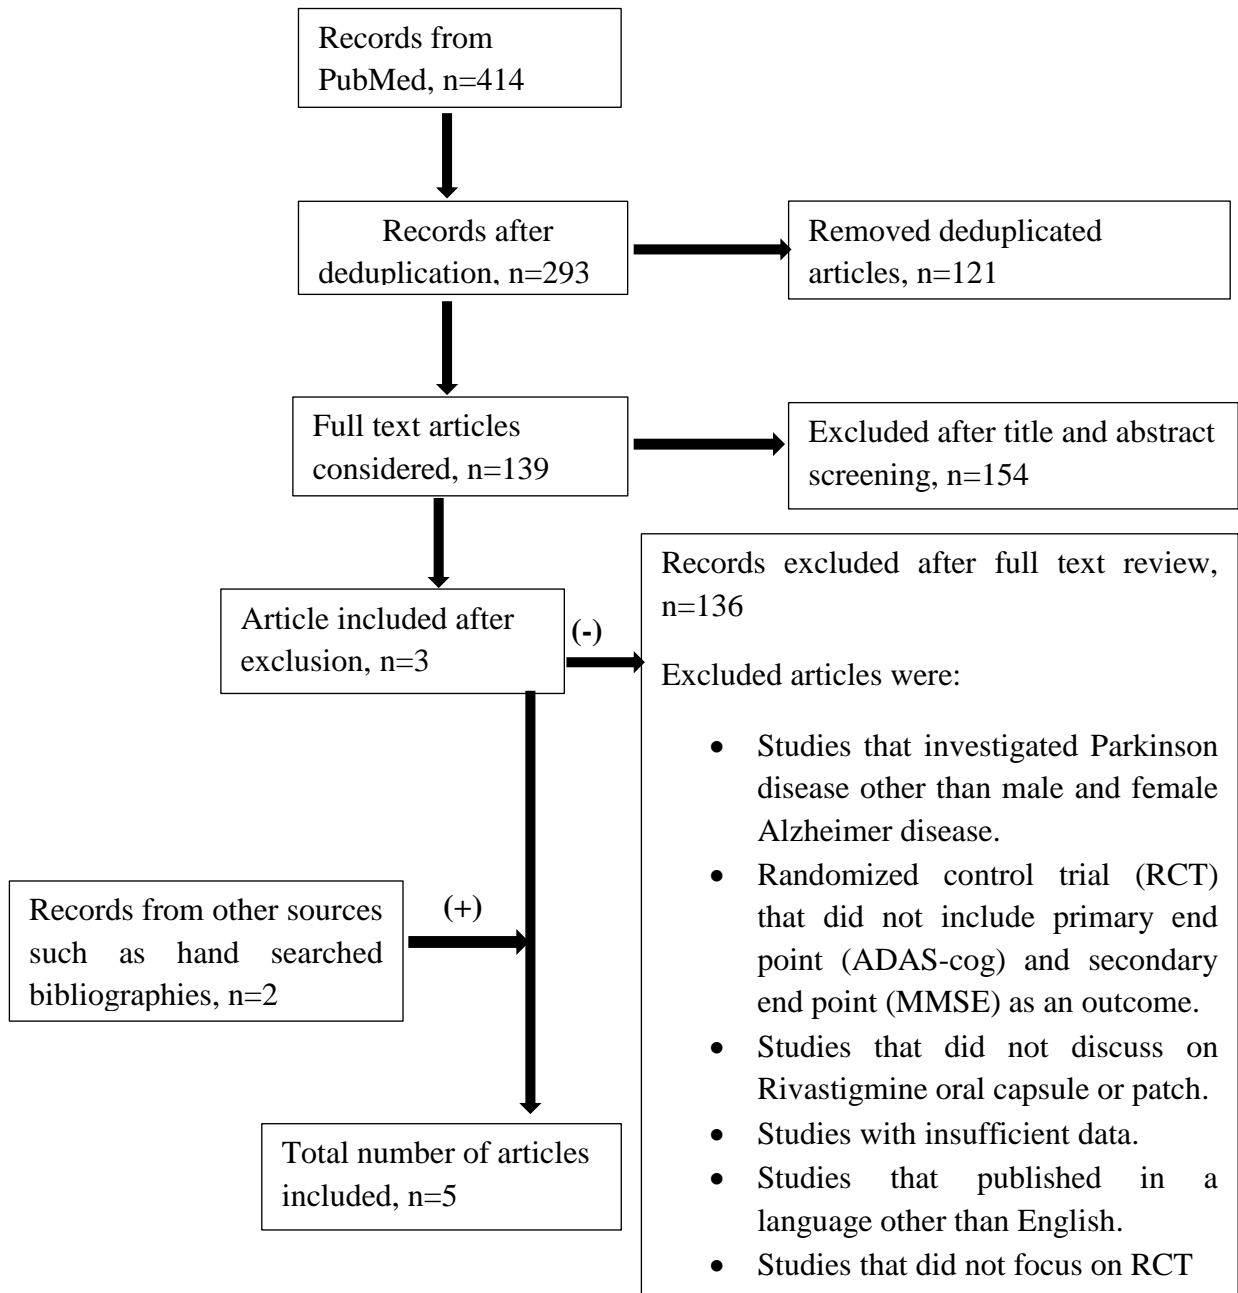 Records from
PubMed, n=414
Records after
deduplication, n=293
Removed deduplicated
articles, n=121
Full text articles
considered, n=139
Excluded after title and abstract
screening, n=154
Article included after
exclusion, n=3
(-)
Records excluded after full text review,
n=136
Excluded articles were:
• Studies that investigated Parkinson
disease other than male and female
Alzheimer disease.
• Randomized control trial (RCT)
that did not include primary end
point (ADAS-cog) and secondary
end point (MMSE) as an outcome.
• Studies that did not discuss on
Rivastigmine oral capsule or patch.
• Studies with insufficient data.
• Studies that published in a
language other than English.
• Studies that did not focus on RCT
Records from other sources
such as hand searched
bibliographies, n=2
(+)
Total number of articles
included, n=5